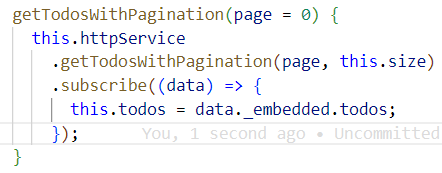 getTodosWithPagination(page = 0) {
this.httpService
.getTodosWithPagination(page, this.size)
.subscribe((data) => {
this.todos = data._embedded.todos;
}); You, 1 second ago • Uncommitted
}